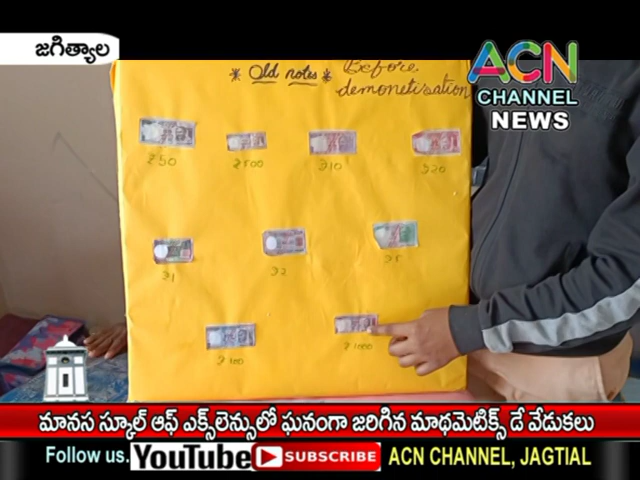 జగిత్యాల
* Old notes * Before demonetisation
ACN
CHANNEL
NEWS
₹50 ₹500 ₹10 ₹20
₹1 ₹2 ₹5
₹100 ₹1000
మానస స్కూల్ ఆఫ్ ఎక్స్‌లెన్సులో ఘనంగా జరిగిన మాథమెటిక్స్ డే వేడుకలు
Follow us. YouTube SUBSCRIBE ACN CHANNEL, JAGTIAL